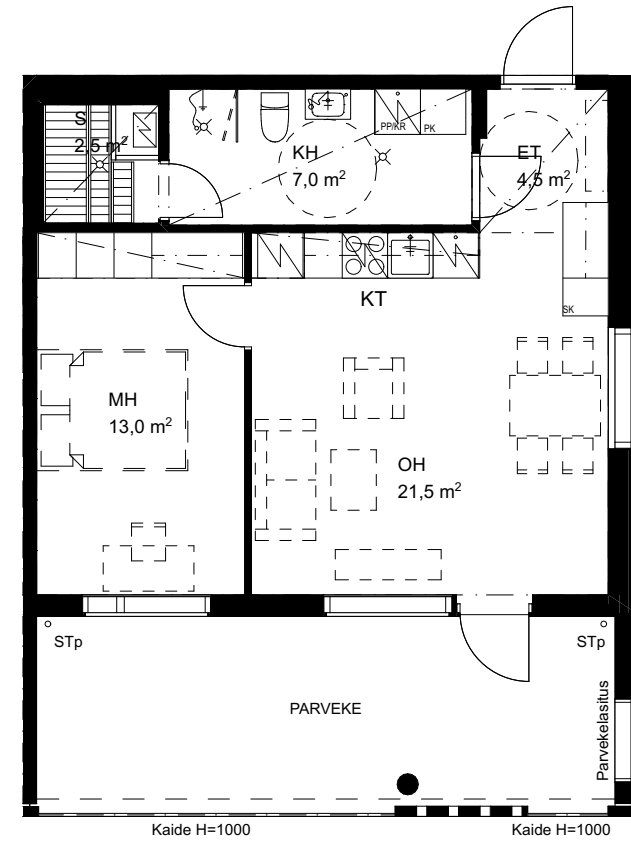 S
2,5 m²
PP/KR
PK
KH
7,0 m²
ET
4,5 m²
KT
SK
MH
13,0 m²
OH
21,5 m²
STp
STp
PARVEKE
Parvekelasitus
Kaide H=1000
Kaide H=1000